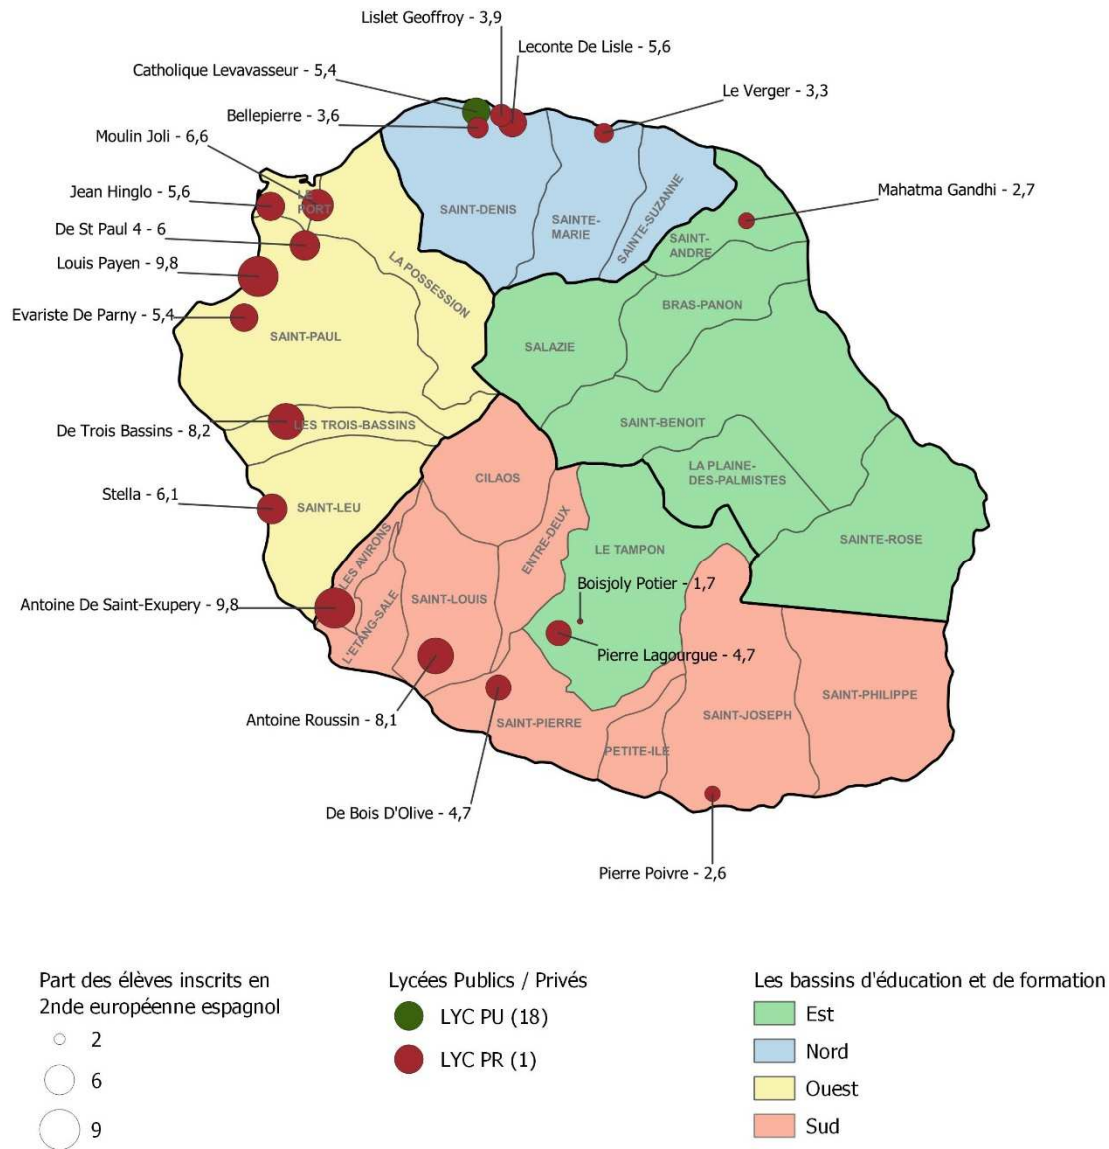 Lislet Geoffroy - 3,9
Leconte De Lisle - 5,6
Catholique Levavasseur - 5,4
Le Verger - 3,3
Bellepierre - 3,6
Moulin Joli - 6,6
Jean Hinglo - 5,6
Mahatma Gandhi - 2,7
LE PORT
SAINT-DENIS
SAINTE-MARIE
SAINTE-SUZANNE
De St Paul 4 - 6
SAINT-ANDRE
Louis Payen - 9,8
LA POSSESSION
BRAS-PANON
Evariste De Parny - 5,4
SAINT-PAUL
SALAZIE
De Trois Bassins - 8,2
LES TROIS-BASSINS
SAINT-BENOIT
LA PLAINE-
DES-PALMISTES
CILAOS
Stella - 6,1
SAINT-LEU
ENTRE-DEUX
LE TAMPON
SAINTE-ROSE
LES AVIRONS
Boisjoly Potier - 1,7
Antoine De Saint-Exupery - 9,8
L'ETANG-SALE
SAINT-LOUIS
Pierre Lagourgue - 4,7
SAINT-PHILIPPE
Antoine Roussin - 8,1
SAINT-PIERRE
SAINT-JOSEPH
PETITE-ILE
De Bois D'Olive - 4,7
Pierre Poivre - 2,6
Part des élèves inscrits en
2nde européenne espagnol
2
6
9
Lycées Publics / Privés
LYC PU (18)
LYC PR (1)
Les bassins d'éducation et de formation
Est
Nord
Ouest
Sud